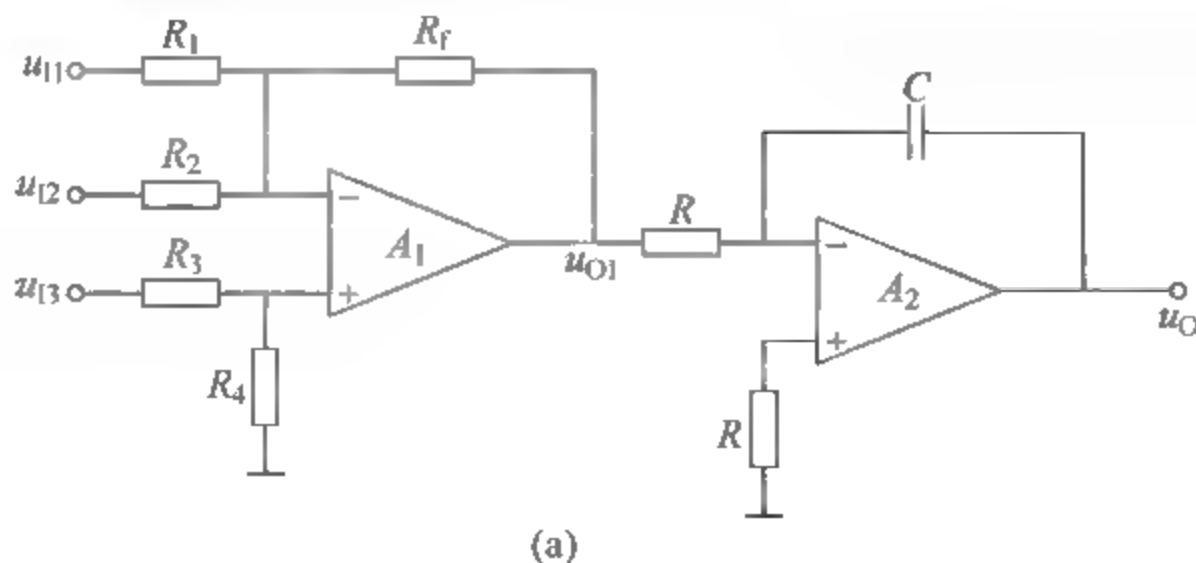 R1
Rf
uI1
C
R2
uI2
−
R
A1
R3
uO1
−
uI3
+
A2
uO
+
R4
R
(a)